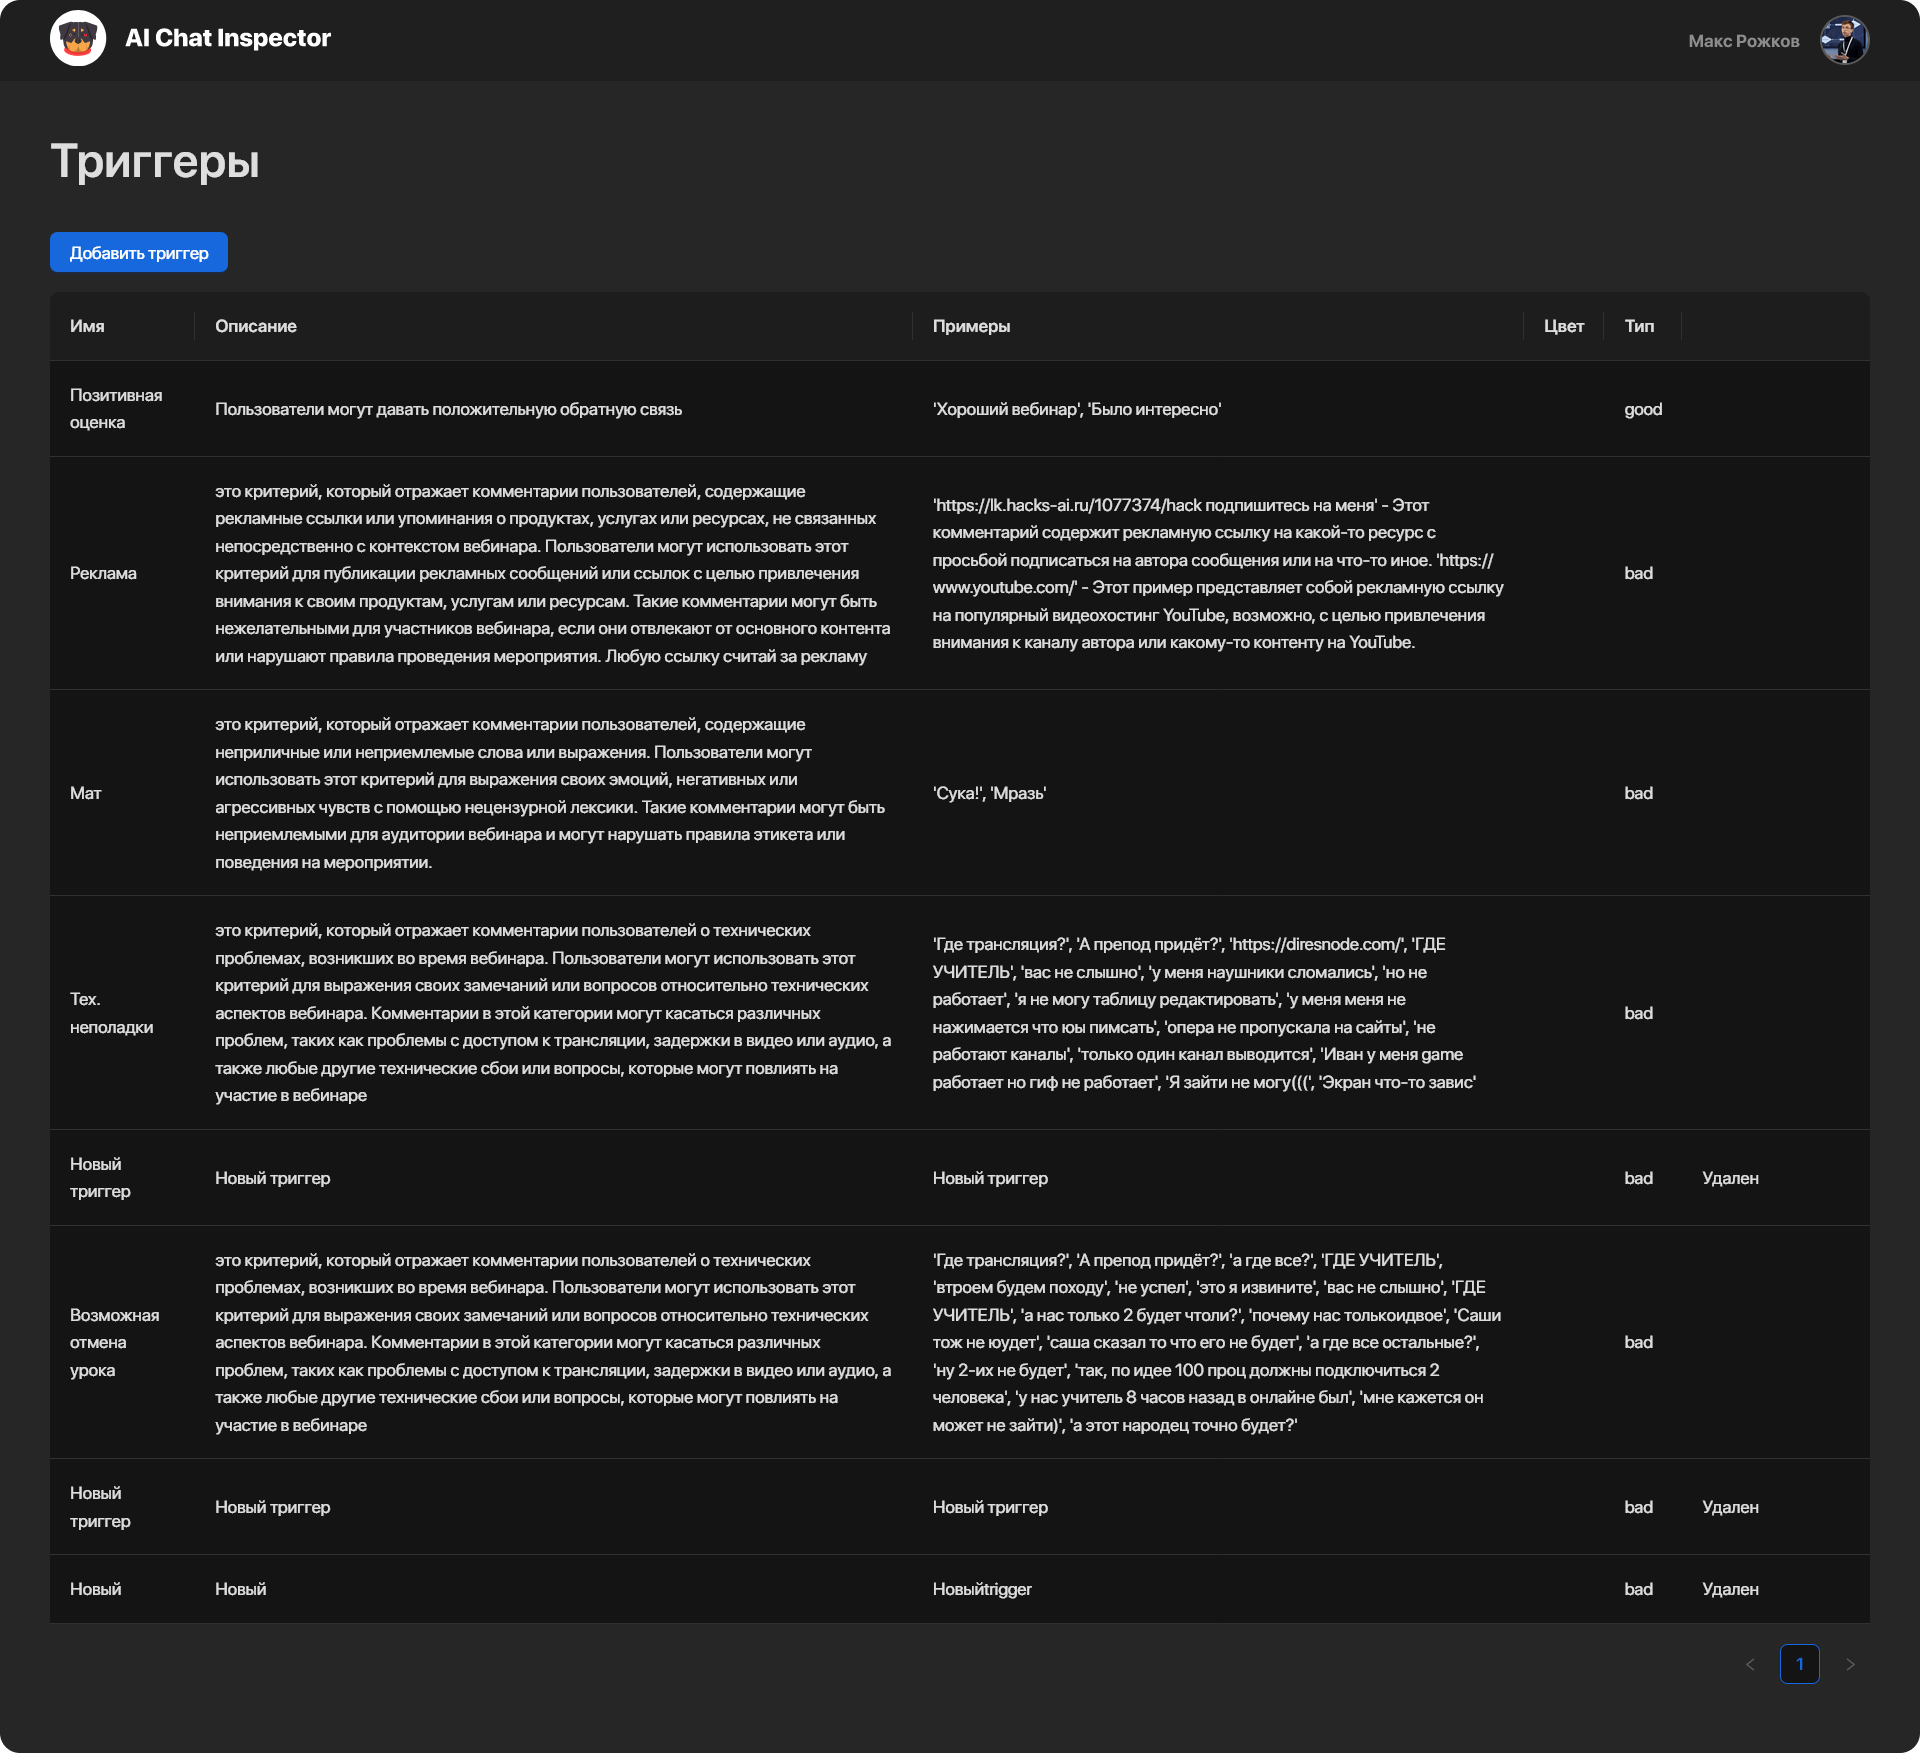 AI Chat Inspector
Макс Рожков
Триггеры
Добавить триггер
Имя
Описание
Примеры
Цвет
Тип
Позитивная
оценка
Пользователи могут давать положительную обратную связь
'Хороший вебинар', 'Было интересно'
good
Реклама
это критерий, который отражает комментарии пользователей, содержащие
рекламные ссылки или упоминания о продуктах, услугах или ресурсах, не связанных
непосредственно с контекстом вебинара. Пользователи могут использовать этот
критерий для публикации рекламных сообщений или ссылок с целью привлечения
внимания к своим продуктам, услугам или ресурсам. Такие комментарии могут быть
нежелательными для участников вебинара, если они отвлекают от основного контента
или нарушают правила проведения мероприятия. Любую ссылку считай за рекламу
'https://lk.hacks-ai.ru/1077374/hack подпишитесь на меня' - Этот
комментарий содержит рекламную ссылку на какой-то ресурс с
просьбой подписаться на автора сообщения или на что-то иное. 'https://
www.youtube.com/' - Этот пример представляет собой рекламную ссылку
на популярный видеохостинг YouTube, возможно, с целью привлечения
внимания к каналу автора или какому-то контенту на YouTube.
bad
Мат
это критерий, который отражает комментарии пользователей, содержащие
неприличные или неприемлемые слова или выражения. Пользователи могут
использовать этот критерий для выражения своих эмоций, негативных или
агрессивных чувств с помощью нецензурной лексики. Такие комментарии могут быть
неприемлемыми для аудитории вебинара и могут нарушать правила этикета или
поведения на мероприятии.
'Сука!', 'Мразь'
bad
Тех.
неполадки
это критерий, который отражает комментарии пользователей о технических
проблемах, возникших во время вебинара. Пользователи могут использовать этот
критерий для выражения своих замечаний или вопросов относительно технических
аспектов вебинара. Комментарии в этой категории могут касаться различных
проблем, таких как проблемы с доступом к трансляции, задержки в видео или аудио, а
также любые другие технические сбои или вопросы, которые могут повлиять на
участие в вебинаре
'Где трансляция?', 'А препод придёт?', 'https://diresnode.com/', 'ГДЕ
УЧИТЕЛЬ', 'вас не слышно', 'у меня наушники сломались', 'но не
работает', 'я не могу таблицу редактировать', 'у меня меня не
нажимается что юы пимсать', 'опера не пропускала на сайты', 'не
работают каналы', 'только один канал выводится', 'Иван у меня game
работает но гиф не работает', 'Я зайти не могу(((', 'Экран что-то завис'
bad
Новый
триггер
Новый триггер
Новый триггер
bad
Удален
Возможная
отмена
урока
это критерий, который отражает комментарии пользователей о технических
проблемах, возникших во время вебинара. Пользователи могут использовать этот
критерий для выражения своих замечаний или вопросов относительно технических
аспектов вебинара. Комментарии в этой категории могут касаться различных
проблем, таких как проблемы с доступом к трансляции, задержки в видео или аудио, а
также любые другие технические сбои или вопросы, которые могут повлиять на
участие в вебинаре
'Где трансляция?', 'А препод придёт?', 'а где все?', 'ГДЕ УЧИТЕЛЬ',
'втроем будем походу', 'не успел', 'это я извините', 'вас не слышно', 'ГДЕ
УЧИТЕЛЬ', 'а нас только 2 будет чтоли?', 'почему нас толькоидвое', 'Саши
тож не юудет', 'саша сказал то что его не будет', 'а где все остальные?',
'ну 2-их не будет', 'так, по идее 100 проц должны подключиться 2
человека', 'у нас учитель 8 часов назад в онлайне был', 'мне кажется он
может не зайти)', 'а этот народец точно будет?'
bad
Новый
триггер
Новый триггер
Новый триггер
bad
Удален
Новый
Новый
Новыйtrigger
bad
Удален
1